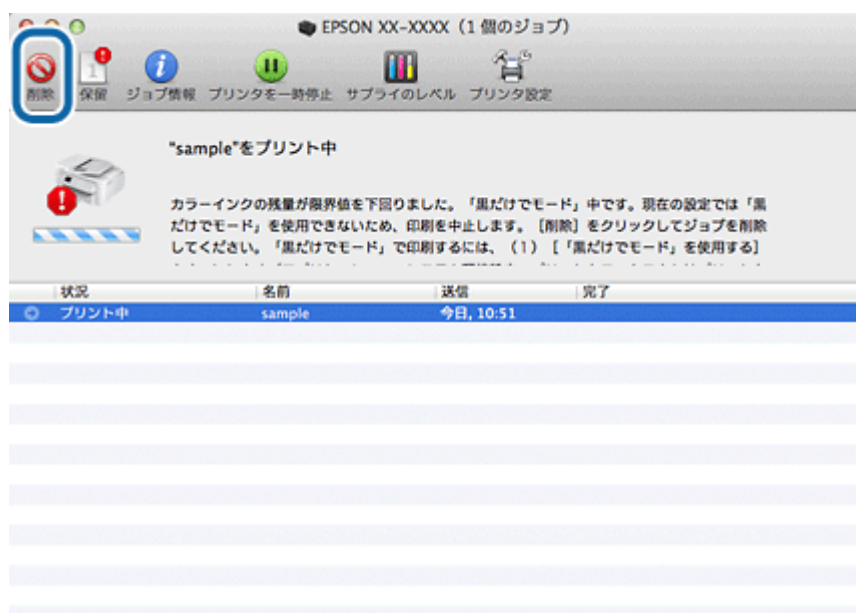 EPSON XX-XXXX（1 個のジョブ）
1
削除 保留 ジョブ情報 プリンタを一時停止 サプライのレベル プリンタ設定
"sample"をプリント中
カラーインクの残量が限界値を下回りました。「黒だけでモード」中です。現在の設定では「黒
だけでモード」を使用できないため、印刷を中止します。［削除］をクリックしてジョブを削除
してください。「黒だけでモード」で印刷するには、（1）［「黒だけでモード」を使用する］
状況 名前 送信 完了
プリント中 sample 今日, 10:51